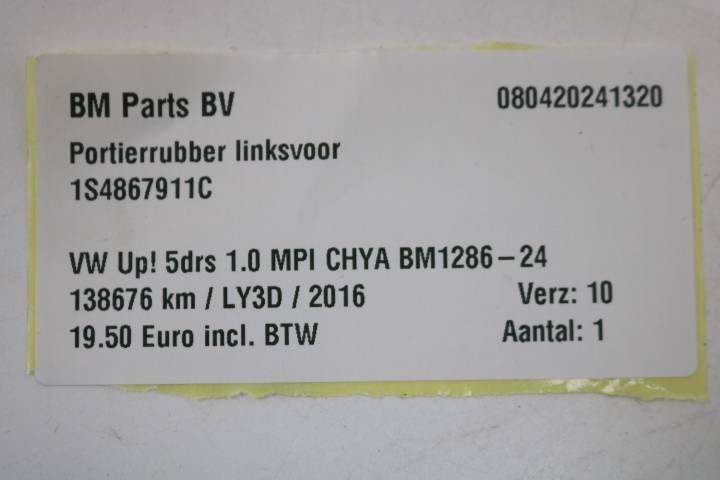 BM Parts BV 080420241320
Portierrubber linksvoor
1S4867911C
VW Up! 5drs 1.0 MPI CHYA BM1286-24
138676 km / LY3D / 2016 Verz: 10
19.50 Euro incl. BTW Aantal: 1